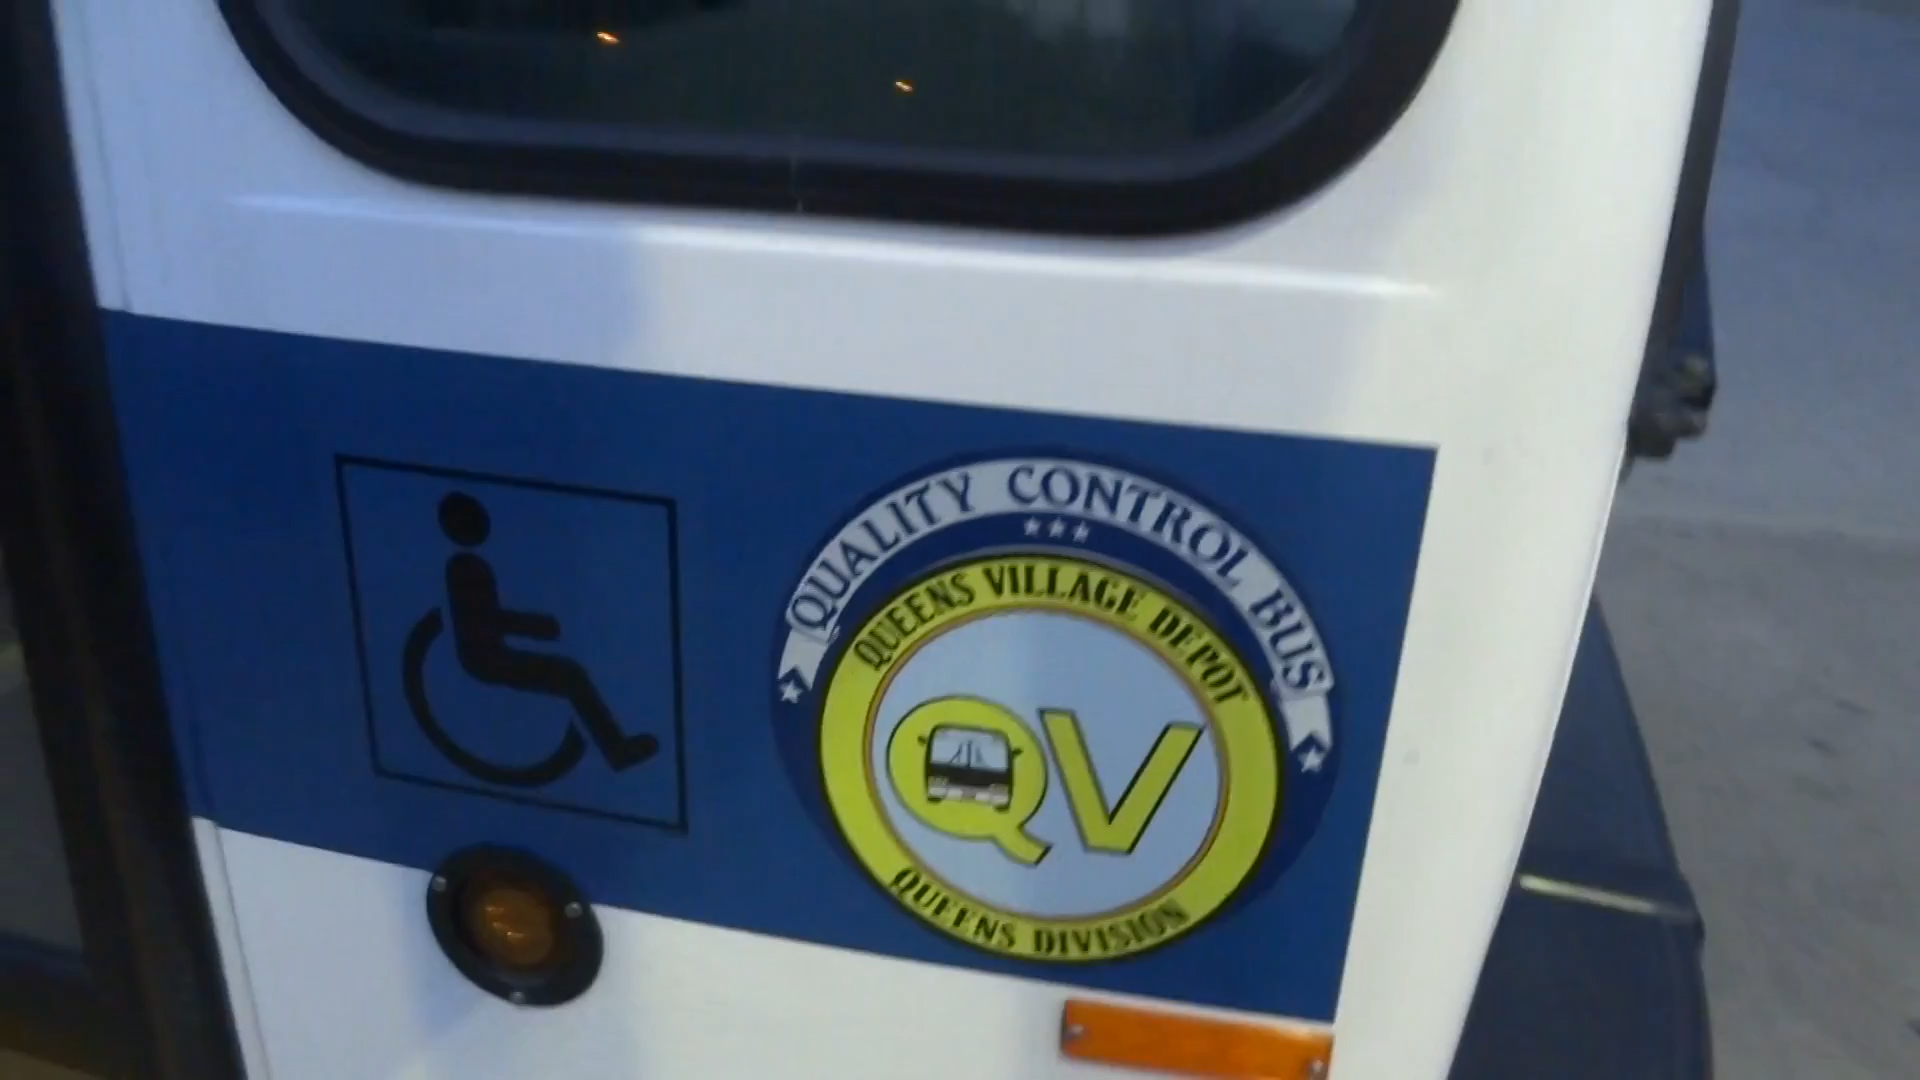 QUALITY CONTROL BUS
QUEENS VILLAGE DEPOT
QV
QUEENS DIVISION